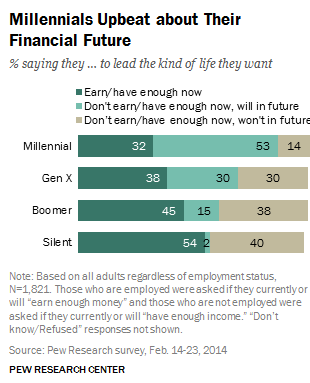 Millennials Upbeat about Their
Financial Future
% saying they ... to lead the kind of life they want
Earn/have enough now
Don't earn/have enough now, will in future
Don't earn/have enough now, won't in future
Millennial 32 53 14
Gen X 38 30 30
Boomer 45 15 38
Silent 54 2 40
Note: Based on all adults regardless of employment status,
N=1,821. Those who are employed were asked if they currently or
will "earn enough money" and those who are not employed were
asked if they currently or will "have enough income." "Don't
know/Refused" responses not shown.
Source: Pew Research survey, Feb. 14-23, 2014
PEW RESEARCH CENTER